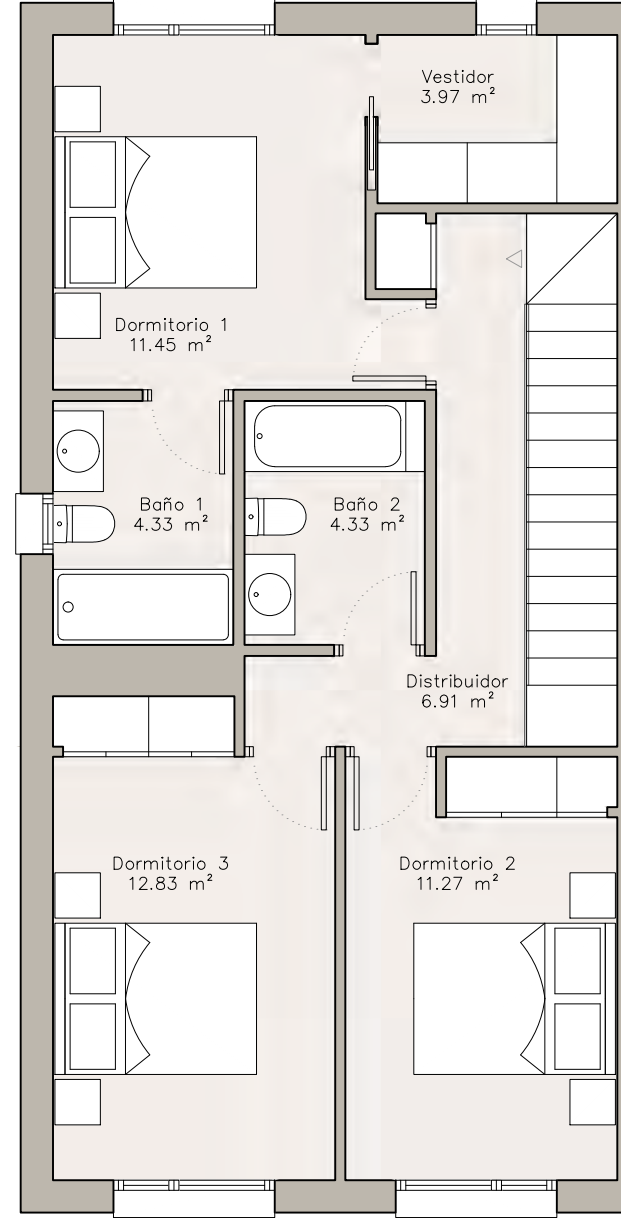 Vestidor
3.97 m²
Dormitorio 1
11.45 m²
Baño 1
4.33 m²
Baño 2
4.33 m²
Distribuidor
6.91 m²
Dormitorio 3
12.83 m²
Dormitorio 2
11.27 m²